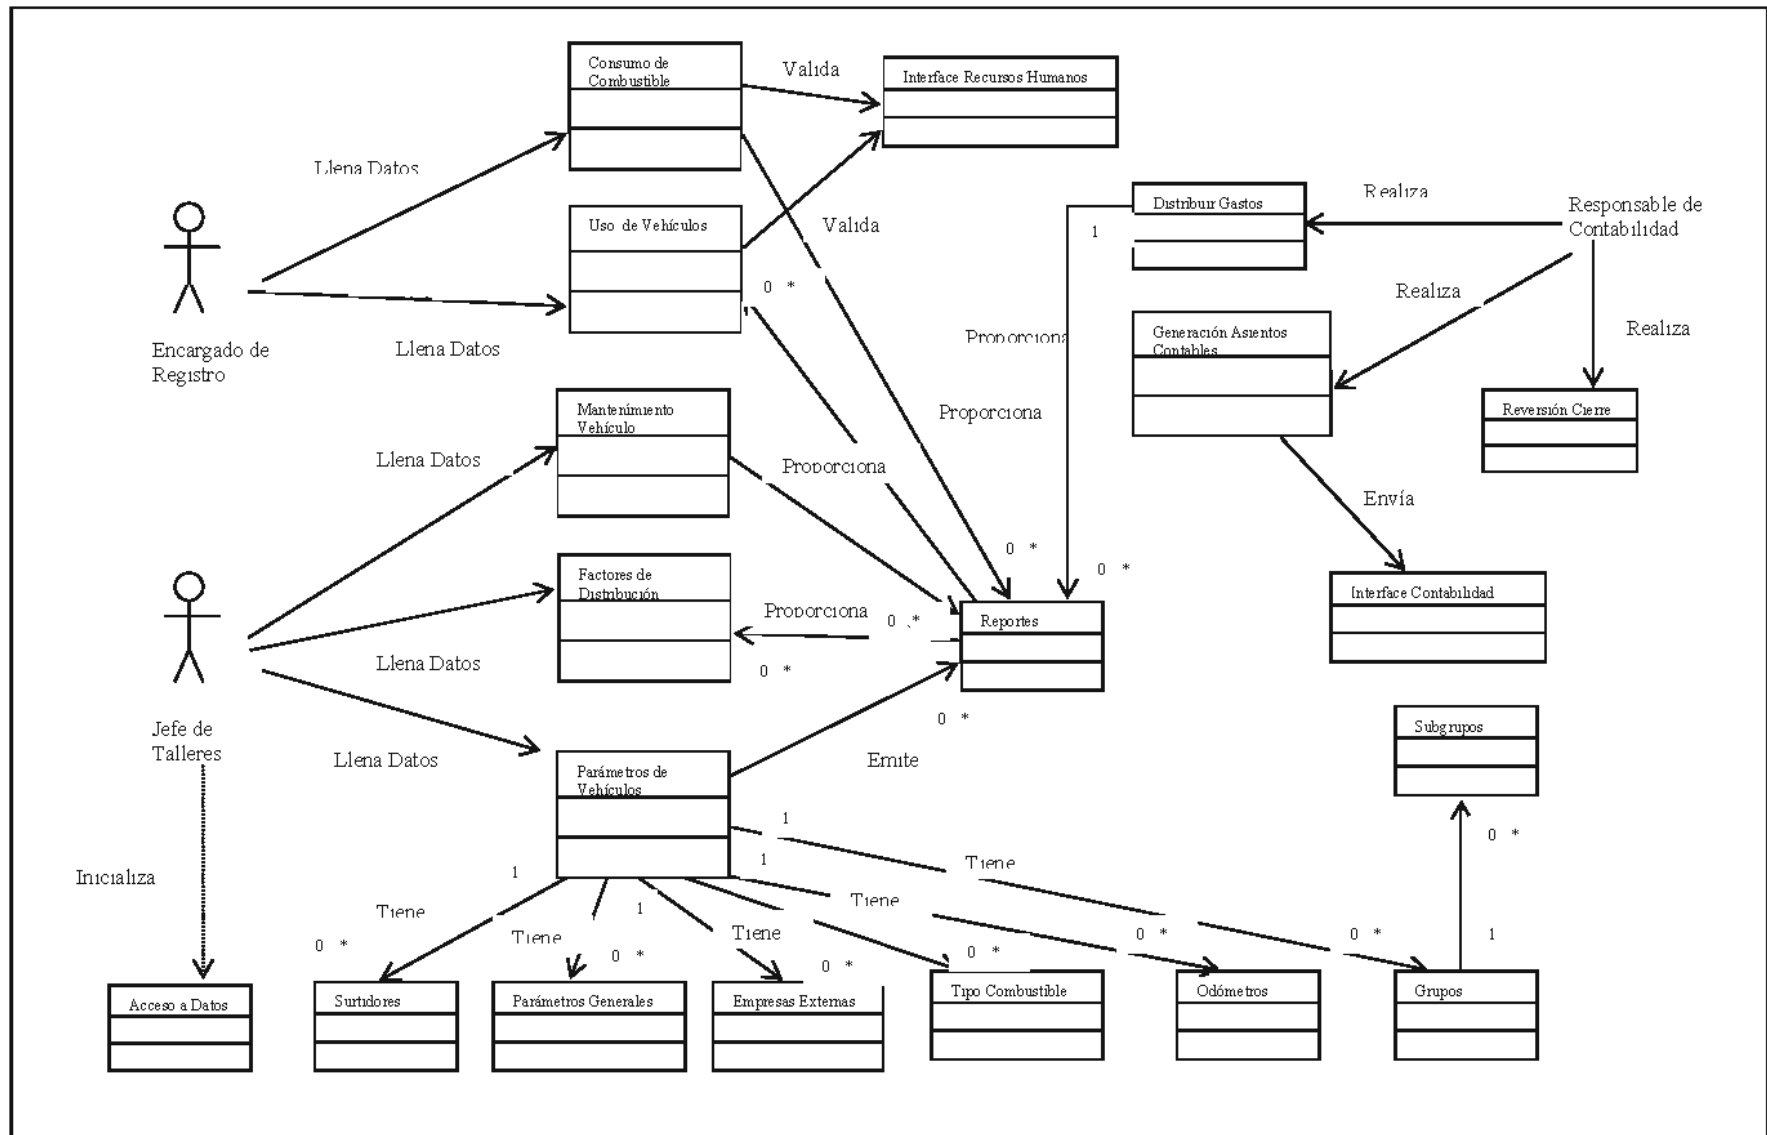 Consumo de
Combustible
Valida
Interface Recursos Humanos
Llena Datos
Distribuir Gastos
Realiza
Responsable de
Contabilidad
Uso de Vehículos
Valida
1
0 *
Realiza
Encargado de
Registro
Llena Datos
Proporciona
Generación Asientos
Contables
Realiza
Mantenimiento
Vehículo
Proporciona
Reversión Cierre
Llena Datos
Proporciona
Envía
0 *
0 *
Factores de
Distribución
Proporciona
0 *
Reportes
Interface Contabilidad
Llena Datos
0 *
0 *
Jefe de
Talleres
Subgrupos
Llena Datos
Emite
Parámetros de
Vehículos
1
0 *
Inicializa
1
1
Tiene
Tiene
Tiene
1
Tiene
Tiene
0 *
0 *
0 *
0 *
0 *
0 *
1
Acceso a Datos
Surtidores
Parámetros Generales
Empresas Externas
Tipo Combustible
Odómetros
Grupos